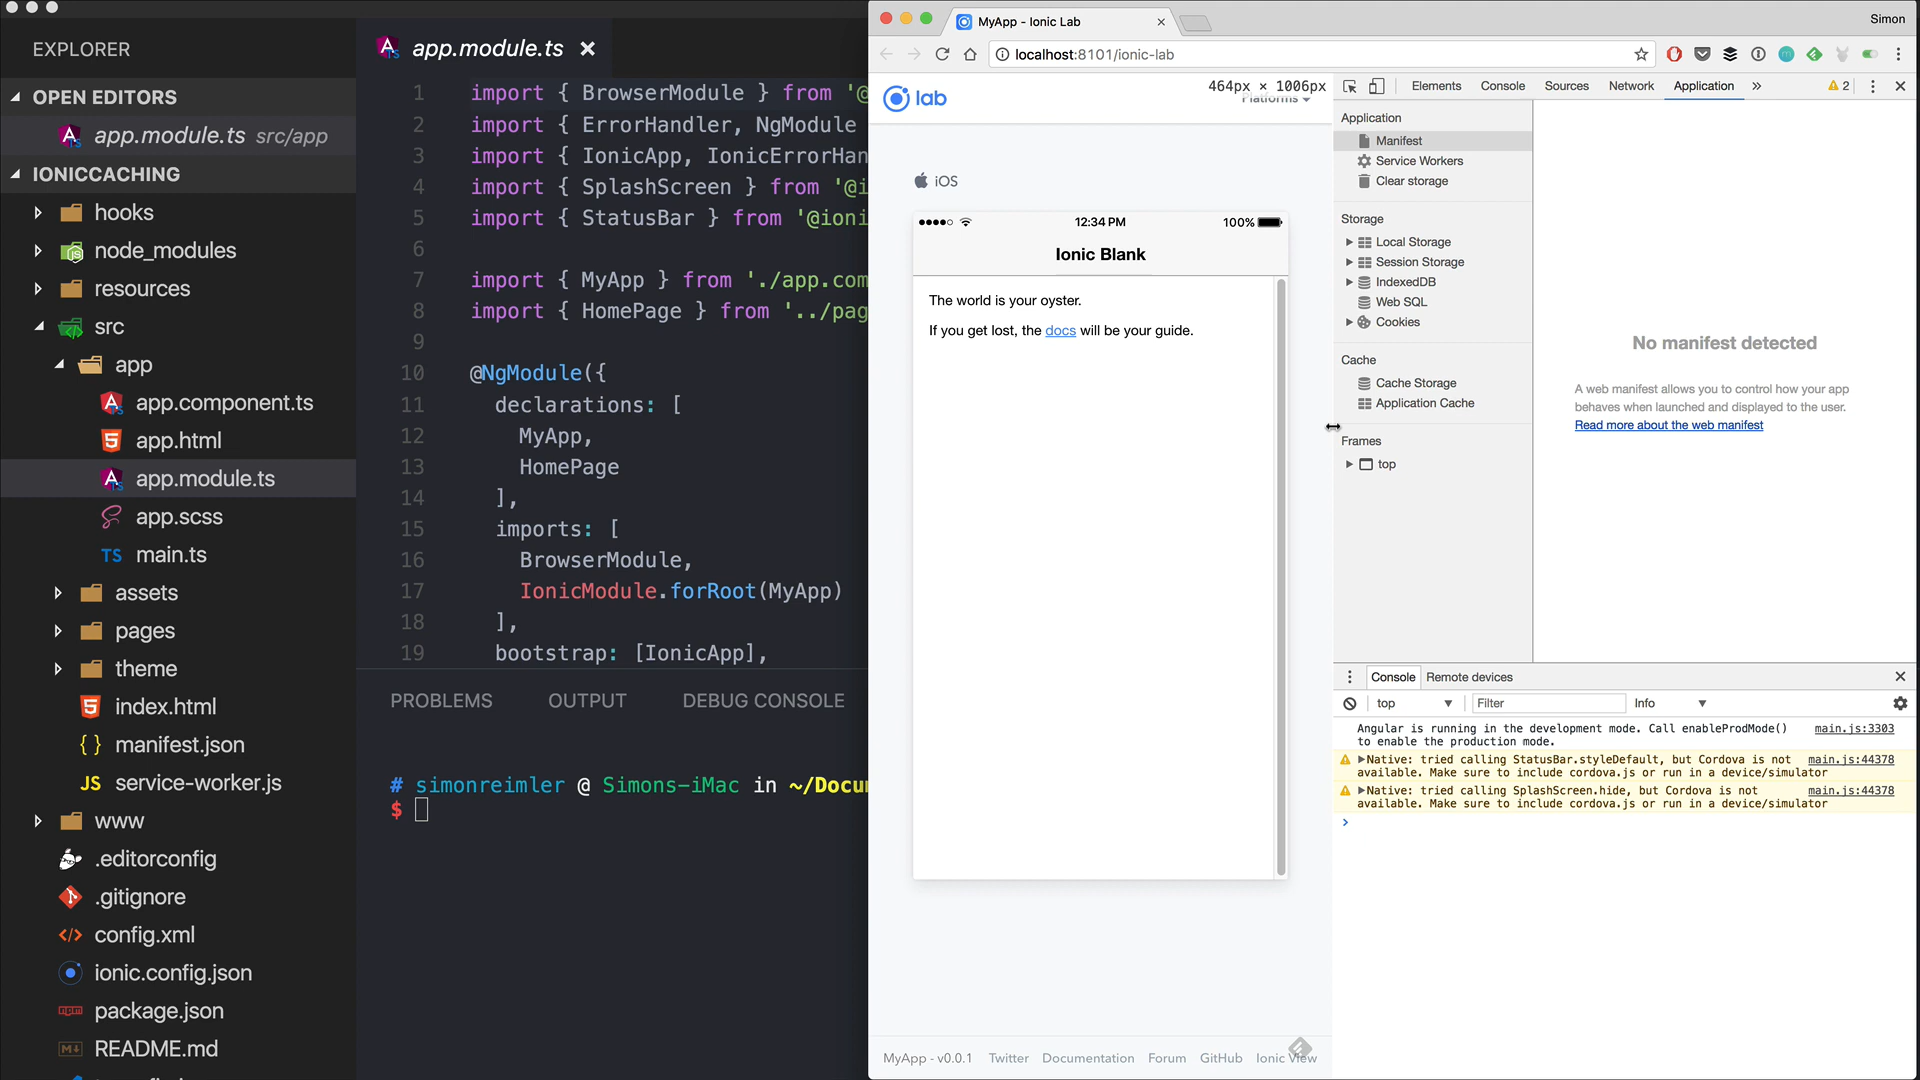 EXPLORER
OPEN EDITORS
app.module.ts src/app
IONICCACHING
hooks
node_modules
resources
src
app
app.component.ts
app.html
app.module.ts
app.scss
TS main.ts
assets
pages
theme
index.html
{ } manifest.json
JS service-worker.js
www
.editorconfig
.gitignore
config.xml
ionic.config.json
package.json
README.md
app.module.ts
1 import { BrowserModule } from '@
2 import { ErrorHandler, NgModule
3 import { IonicApp, IonicErrorHan
4 import { SplashScreen } from '@i
5 import { StatusBar } from '@ioni
6
7 import { MyApp } from './app.com
8 import { HomePage } from '../pag
9
10 @NgModule({
11 declarations: [
12 MyApp,
13 HomePage
14 ],
15 imports: [
16 BrowserModule,
17 IonicModule.forRoot(MyApp)
18 ],
19 bootstrap: [IonicApp],
PROBLEMS OUTPUT DEBUG CONSOLE
# simonreimler @ Simons-iMac in ~/Docu
$
MyApp - Ionic Lab
Simon
localhost:8101/ionic-lab
lab
464px × 1006px
Platforms
iOS
12:34 PM
100%
Ionic Blank
The world is your oyster.
If you get lost, the docs will be your guide.
MyApp - v0.0.1 Twitter Documentation Forum GitHub Ionic View
Elements Console Sources Network Application » 2
Application
Manifest
Service Workers
Clear storage
Storage
Local Storage
Session Storage
IndexedDB
Web SQL
Cookies
Cache
Cache Storage
Application Cache
Frames
top
No manifest detected
A web manifest allows you to control how your app
behaves when launched and displayed to the user.
Read more about the web manifest
Console Remote devices
top Filter Info
Angular is running in the development mode. Call enableProdMode() main.js:3303
to enable the production mode.
Native: tried calling StatusBar.styleDefault, but Cordova is not main.js:44378
available. Make sure to include cordova.js or run in a device/simulator
Native: tried calling SplashScreen.hide, but Cordova is not main.js:44378
available. Make sure to include cordova.js or run in a device/simulator